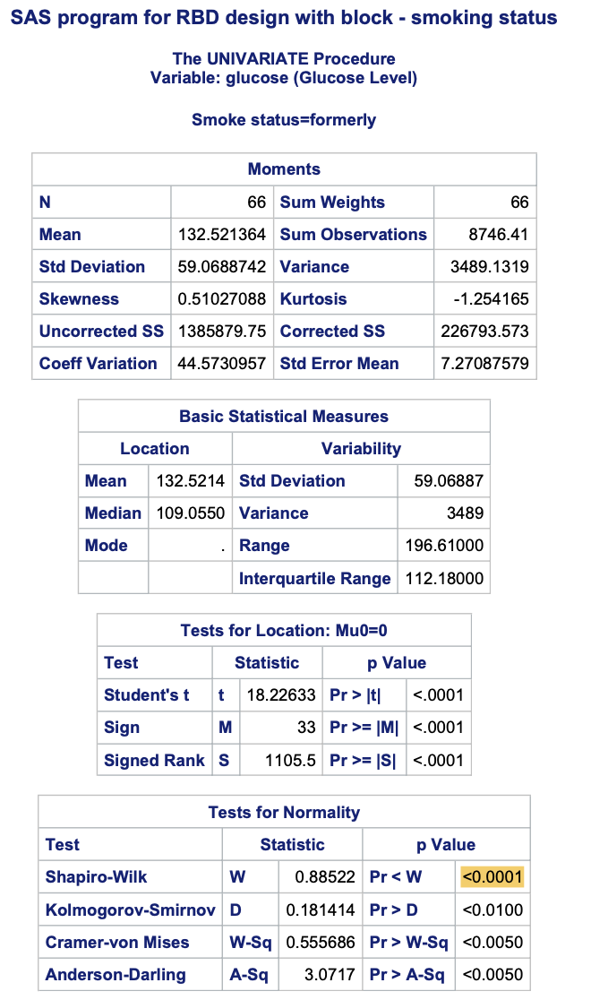 SAS program for RBD design with block - smoking status
The UNIVARIATE Procedure
Variable: glucose (Glucose Level)
Smoke status=formerly
Moments
N 66 Sum Weights 66
Mean 132.521364 Sum Observations 8746.41
Std Deviation 59.0688742 Variance 3489.1319
Skewness 0.51027088 Kurtosis -1.254165
Uncorrected SS 1385879.75 Corrected SS 226793.573
Coeff Variation 44.5730957 Std Error Mean 7.27087579
Basic Statistical Measures
Location Variability
Mean 132.5214 Std Deviation 59.06887
Median 109.0550 Variance 3489
Mode . Range 196.61000
Interquartile Range 112.18000
Tests for Location: Mu0=0
Test Statistic p Value
Student's t t 18.22633 Pr > |t| <.0001
Sign M 33 Pr >= |M| <.0001
Signed Rank S 1105.5 Pr >= |S| <.0001
Tests for Normality
Test Statistic p Value
Shapiro-Wilk W 0.88522 Pr < W <0.0001
Kolmogorov-Smirnov D 0.181414 Pr > D <0.0100
Cramer-von Mises W-Sq 0.555686 Pr > W-Sq <0.0050
Anderson-Darling A-Sq 3.0717 Pr > A-Sq <0.0050